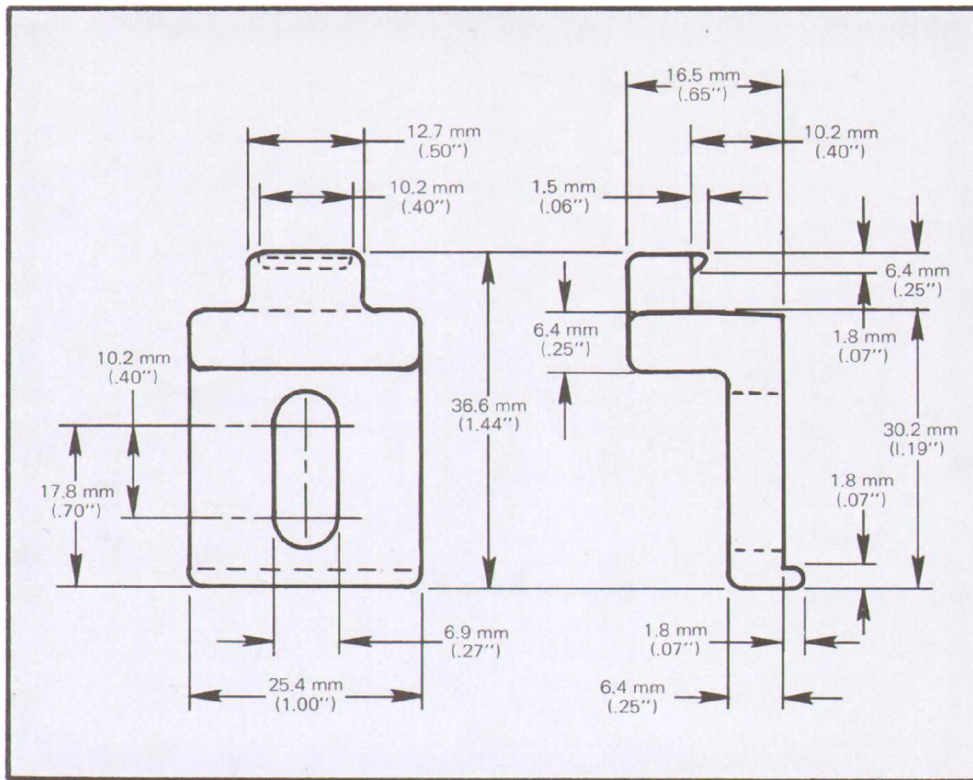 16.5 mm
(.65")
12.7 mm
(.50")
10.2 mm
(.40")
10.2 mm
(.40")
1.5 mm
(.06")
6.4 mm
(.25")
6.4 mm
(.25")
1.8 mm
(.07")
10.2 mm
(.40")
36.6 mm
(1.44")
30.2 mm
(1.19")
17.8 mm
(.70")
1.8 mm
(.07")
6.9 mm
(.27")
1.8 mm
(.07")
25.4 mm
(1.00")
6.4 mm
(.25")